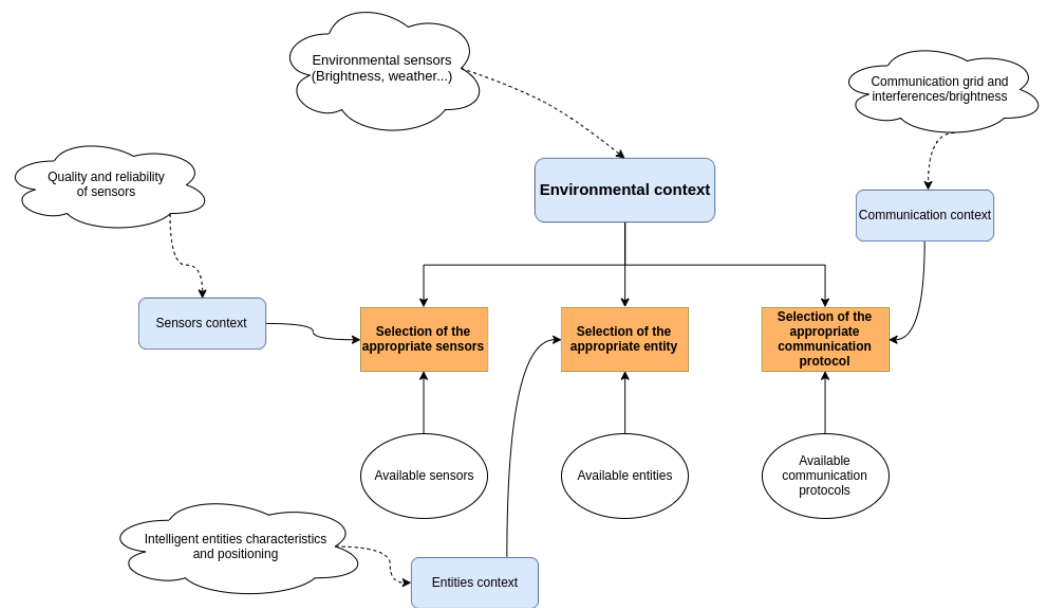 Environmental sensors
(Brightness, weather...)
Communication grid and
interferences/brightness
Quality and reliability
of sensors
Environmental context
Communication context
Sensors context
Selection of the
appropriate sensors
Selection of the
appropriate entity
Selection of the
appropriate
communication
protocol
Available sensors
Available entities
Available
communication
protocols
Intelligent entities characteristics
and positioning
Entities context